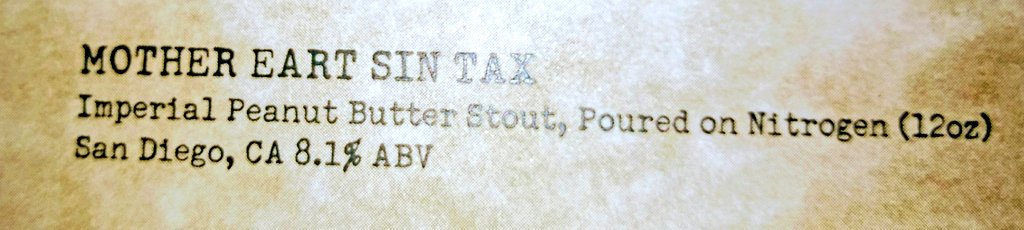 MOTHER EART SIN TAX
Imperial Peanut Butter Stout, Poured on Nitrogen (12oz)
San Diego, CA 8.1% ABV